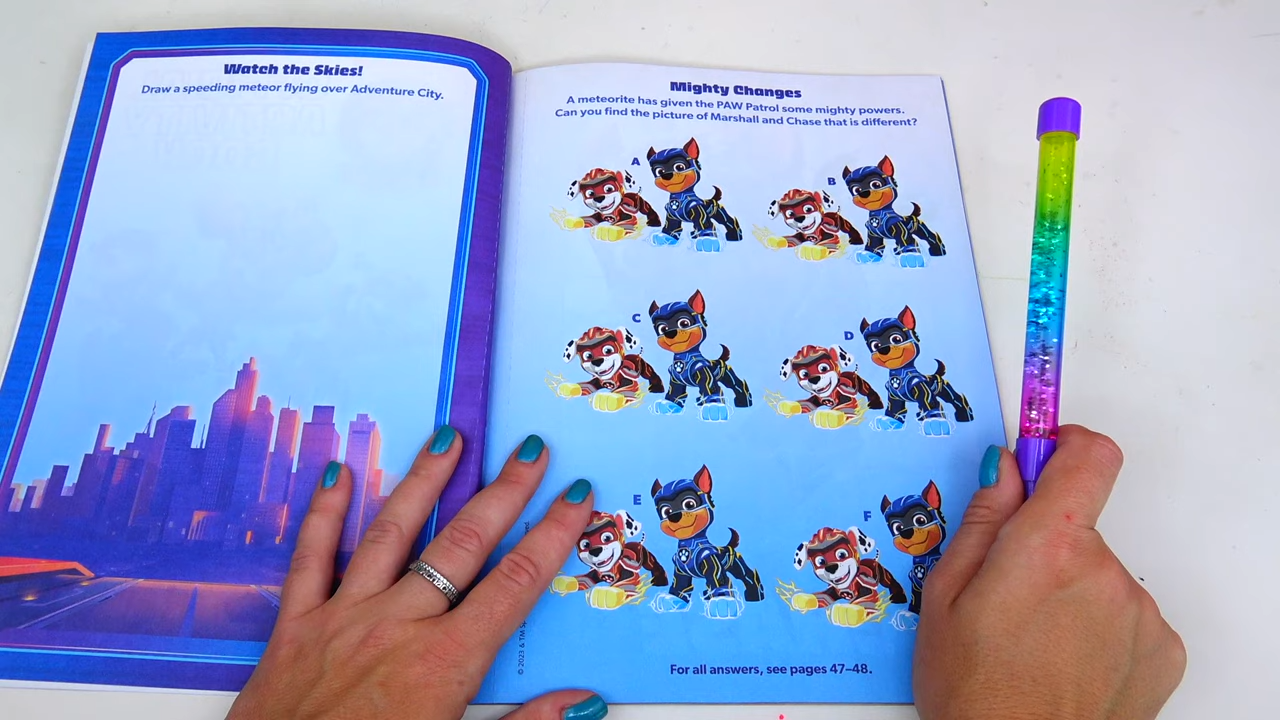 Watch the Skies!
Draw a speeding meteor flying over Adventure City.
Mighty Changes
A meteorite has given the PAW Patrol some mighty powers.
Can you find the picture of Marshall and Chase that is different?
A
B
C
D
E
F
For all answers, see pages 47–48.
© 2023 & TM